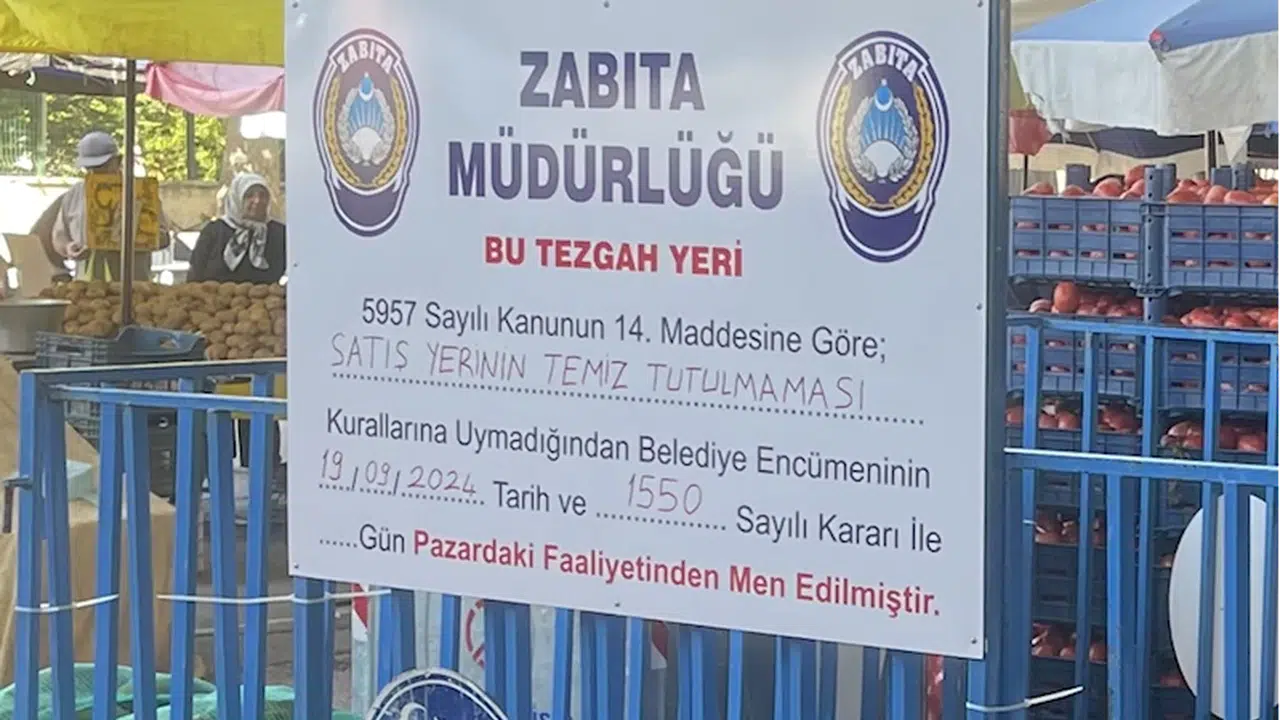 ZABITA
ZABITA
ZABITA
MÜDÜRLÜĞÜ
BU TEZGAH YERİ
5957 Sayılı Kanunun 14. Maddesine Göre;
SATIŞ YERİNİN TEMİZ TUTULMAMASI
Kurallarına Uymadığından Belediye Encümeninin
19/09/2024 Tarih ve 1550 Sayılı Kararı İle
......Gün Pazardaki Faaliyetinden Men Edilmiştir.